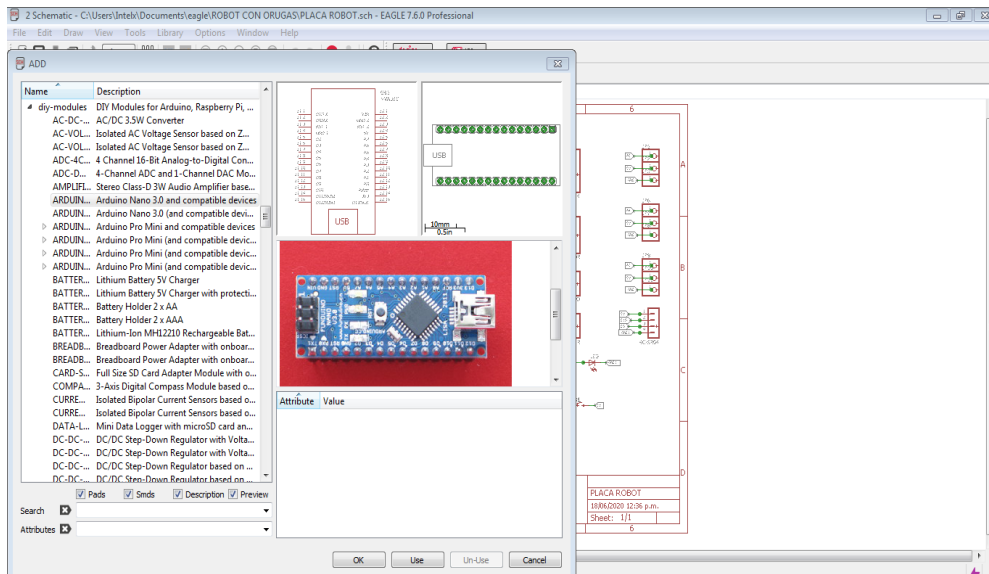 2 Schematic - C:\Users\Intelx\Documents\eagle\ROBOT CON ORUGAS\PLACA ROBOT.sch - EAGLE 7.6.0 Professional
File Edit Draw View Tools Library Options Window Help
ADD
Name Description
diy-modules DIY Modules for Arduino, Raspberry Pi, ...
AC-DC-... AC/DC 3.5W Converter
AC-VOL... Isolated AC Voltage Sensor based on Z...
AC-VOL... Isolated AC Voltage Sensor based on Z...
ADC-4C... 4 Channel 16-Bit Analog-to-Digital Con...
ADC-D... 4-Channel ADC and 1-Channel DAC Mo...
AMPLIFI... Stereo Class-D 3W Audio Amplifier base...
ARDUIN... Arduino Nano 3.0 and compatible devices
ARDUIN... Arduino Nano 3.0 (and compatible devi...
ARDUIN... Arduino Pro Mini and compatible devices
ARDUIN... Arduino Pro Mini (and compatible devic...
ARDUIN... Arduino Pro Mini (and compatible devic...
ARDUIN... Arduino Pro Mini (and compatible devic...
BATTER... Lithium Battery 5V Charger
BATTER... Lithium Battery 5V Charger with protecti...
BATTER... Battery Holder 2 x AA
BATTER... Battery Holder 2 x AAA
BATTER... Lithium-Ion MH12210 Rechargeable Bat...
BREADB... Breadboard Power Adapter with onboar...
BREADB... Breadboard Power Adapter with onboar...
CARD-S... Full Size SD Card Adapter Module with o...
COMPA... 3-Axis Digital Compass Module based o...
CURRE... Isolated Bipolar Current Sensors based o...
CURRE... Isolated Bipolar Current Sensors based o...
DATA-L... Mini Data Logger with microSD card an...
DC-DC-... DC/DC Step-Down Regulator with Volta...
DC-DC-... DC/DC Step-Down Regulator with Volta...
DC-DC-... DC/DC Step-Down Regulator based on ...
DC-DC-... DC/DC Step-Down Regulator based on ...
Pads Smds Description Preview
Search
Attributes
USB
USB
10mm
0.5in
Attribute Value
OK Use Un-Use Cancel
6
A
B
C
D
PLACA ROBOT
18/06/2020 12:36 p.m.
Sheet: 1/1
6